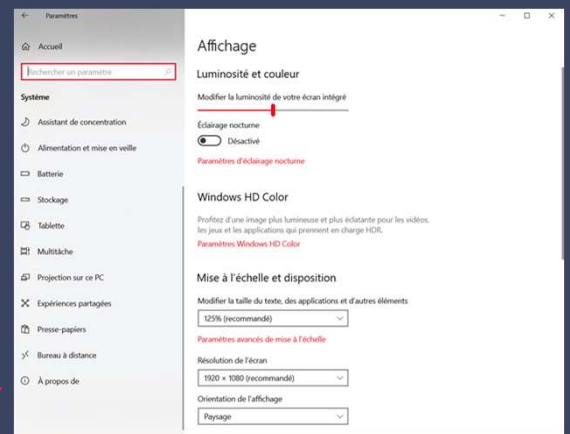 Paramètres
Accueil
Rechercher un paramètre
Système
Assistant de concentration
Alimentation et mise en veille
Batterie
Stockage
Tablette
Multitâche
Projection sur ce PC
Expériences partagées
Presse-papiers
Bureau à distance
À propos de
Affichage
Luminosité et couleur
Modifier la luminosité de votre écran intégré
Éclairage nocturne
Désactivé
Paramètres d'éclairage nocturne
Windows HD Color
Profitez d'une image plus lumineuse et plus éclatante pour les vidéos,
les jeux et les applications qui prennent en charge HDR.
Paramètres Windows HD Color
Mise à l'échelle et disposition
Modifier la taille du texte, des applications et d'autres éléments
125% (recommandé)
Paramètres avancés de mise à l'échelle
Résolution de l'écran
1920 × 1080 (recommandé)
Orientation de l'affichage
Paysage